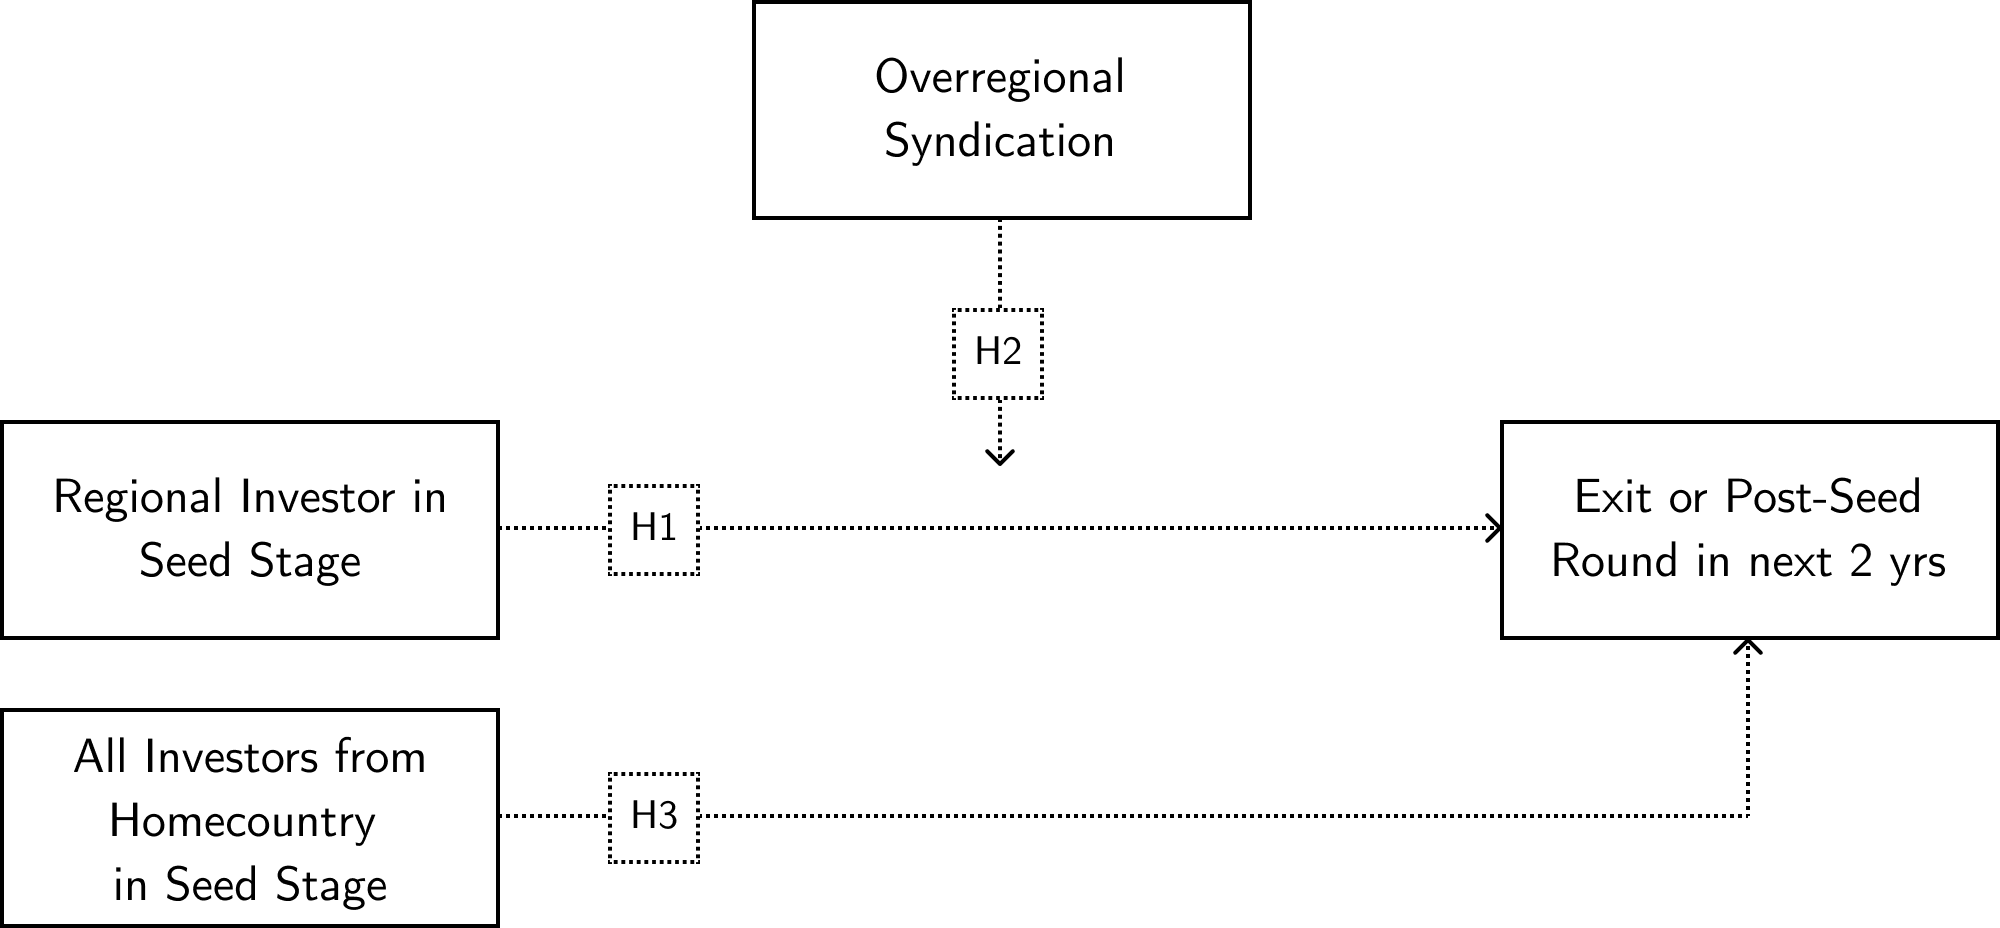 Overregional
Syndication
H2
Regional Investor in
Seed Stage
H1
Exit or Post-Seed
Round in next 2 yrs
All Investors from
Homecountry
in Seed Stage
H3